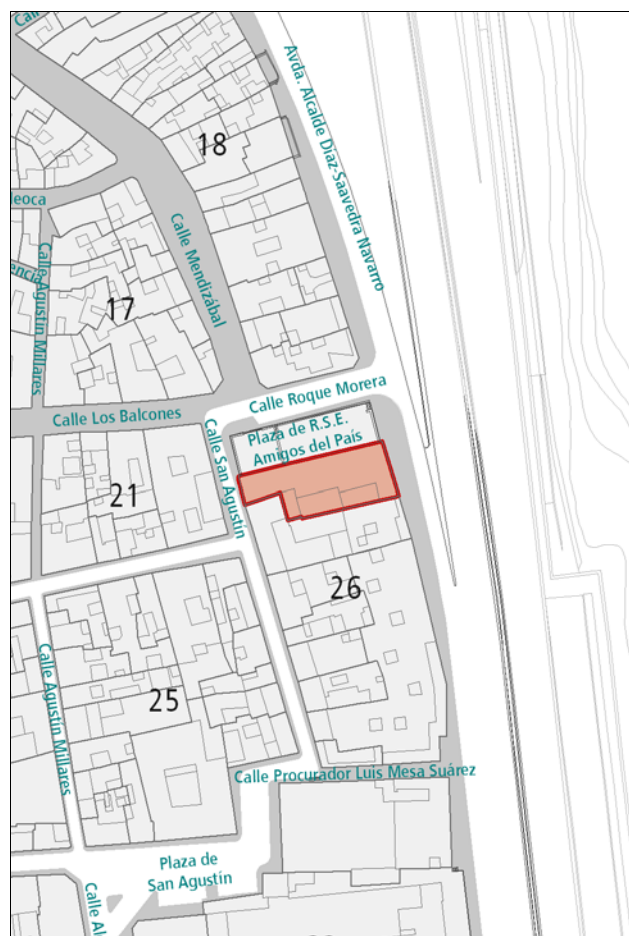 Avda. Alcalde Díaz-Saavedra Navarro
18
Calle Mendizábal
Calle Agustín Millares
17
Calle Roque Morera
Calle Los Balcones
Plaza de R.S.E.
Amigos del País
Calle San Agustín
21
26
25
Calle Agustín Millares
Calle Procurador Luis Mesa Suárez
Plaza de
San Agustín